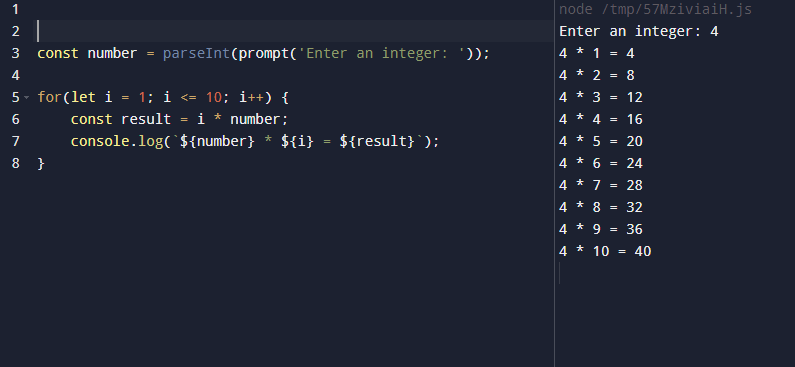 1
2
3 const number = parseInt(prompt('Enter an integer: '));
4
5 for(let i = 1; i <= 10; i++) {
6     const result = i * number;
7     console.log(`${number} * ${i} = ${result}`);
8 }
node /tmp/57MziviaiH.js
Enter an integer: 4
4 * 1 = 4
4 * 2 = 8
4 * 3 = 12
4 * 4 = 16
4 * 5 = 20
4 * 6 = 24
4 * 7 = 28
4 * 8 = 32
4 * 9 = 36
4 * 10 = 40